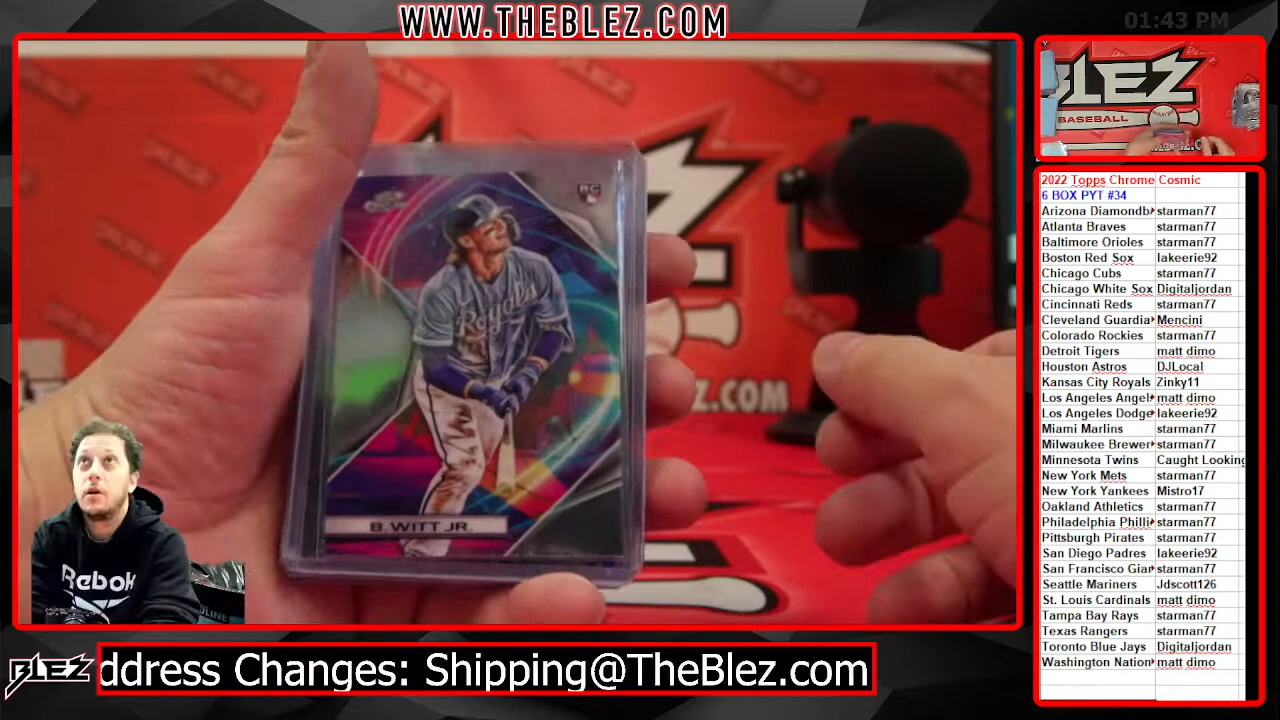 WWW.THEBLEZ.COM
01:43 PM
BLEZ
BASEBALL
RC
Royals
B. WITT JR.
Z.COM
Rebok
BLEZ
ddress Changes: Shipping@TheBlez.com
2022 Topps Chrome Cosmic
6 BOX PYT #34
Arizona Diamondb starman77
Atlanta Braves starman77
Baltimore Orioles starman77
Boston Red Sox lakeerie92
Chicago Cubs starman77
Chicago White Sox Digitaljordan
Cincinnati Reds starman77
Cleveland Guardia Mencini
Colorado Rockies starman77
Detroit Tigers matt dimo
Houston Astros DJLocal
Kansas City Royals Zinky11
Los Angeles Angel matt dimo
Los Angeles Dodge lakeerie92
Miami Marlins starman77
Milwaukee Brewer starman77
Minnesota Twins Caught Looking
New York Mets starman77
New York Yankees Mistro17
Oakland Athletics starman77
Philadelphia Philli starman77
Pittsburgh Pirates starman77
San Diego Padres lakeerie92
San Francisco Gian starman77
Seattle Mariners Jdscott126
St. Louis Cardinals matt dimo
Tampa Bay Rays starman77
Texas Rangers starman77
Toronto Blue Jays Digitaljordan
Washington Nation matt dimo